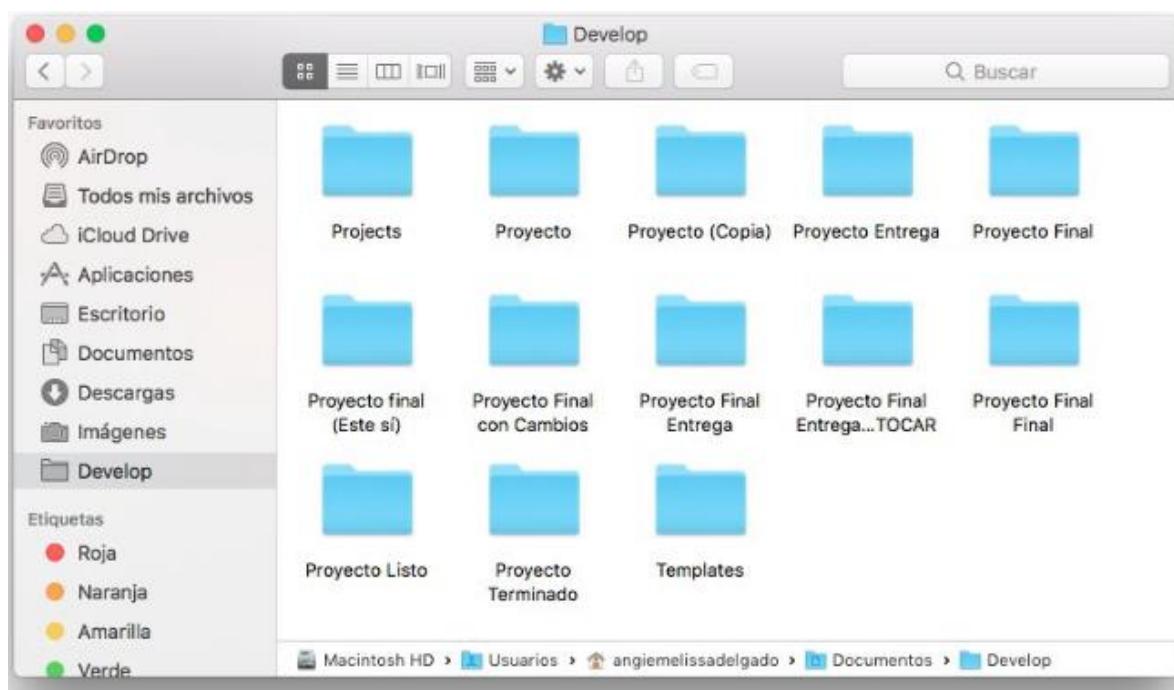 Develop
Buscar
Favoritos
AirDrop
Todos mis archivos
iCloud Drive
Aplicaciones
Escritorio
Documentos
Descargas
Imágenes
Develop
Etiquetas
Roja
Naranja
Amarilla
Verde
Projects
Proyecto
Proyecto (Copia)
Proyecto Entrega
Proyecto Final
Proyecto final
(Este sí)
Proyecto Final
con Cambios
Proyecto Final
Entrega
Proyecto Final
Entrega...TOCAR
Proyecto Final
Final
Proyecto Listo
Proyecto
Terminado
Templates
Macintosh HD › Usuarios › angiemelissadelgado › Documentos › Develop